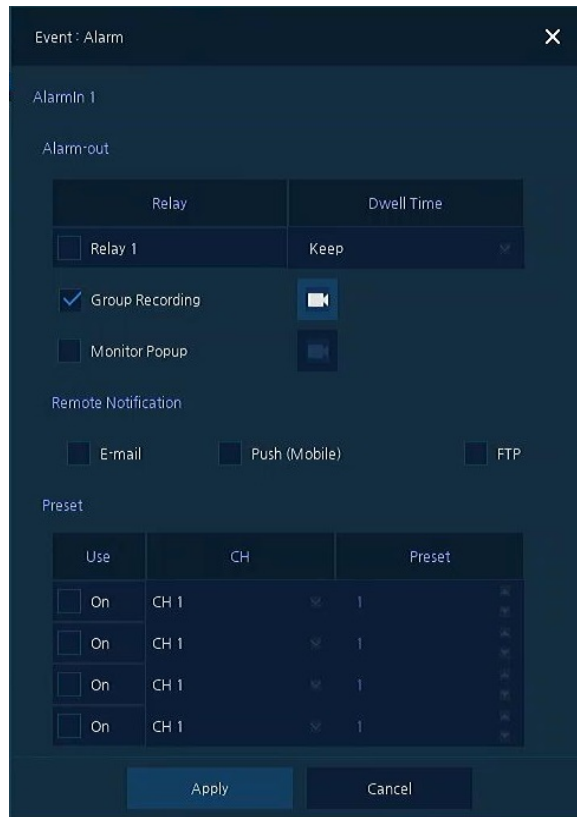 Event : Alarm
AlarmIn 1
Alarm-out
Relay Dwell Time
Relay 1 Keep
Group Recording
Monitor Popup
Remote Notification
E-mail Push (Mobile) FTP
Preset
Use CH Preset
On CH 1 1
On CH 1 1
On CH 1 1
On CH 1 1
Apply Cancel